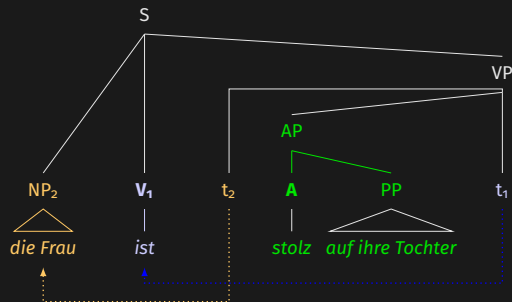 S
VP
AP
NP₂ V₁ t₂ A PP t₁
die Frau ist stolz auf ihre Tochter